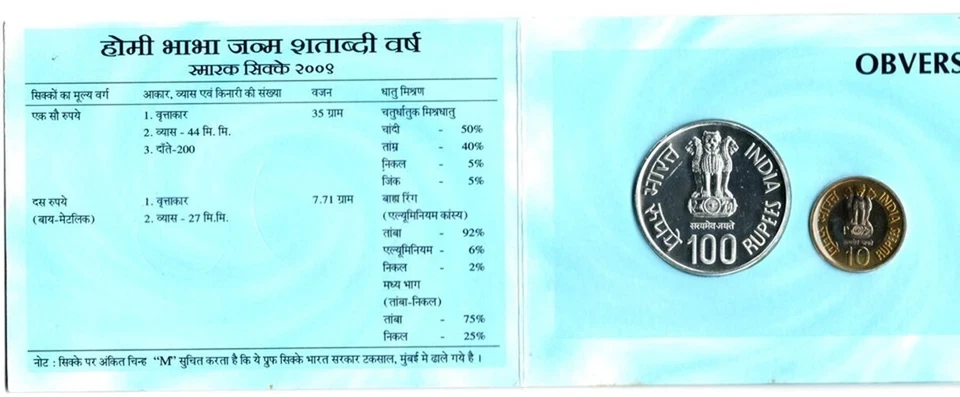 होमी भाभा जन्म शताब्दी वर्ष
स्मारक सिक्के २००९
सिक्कों का मूल्य वर्ग आकार, व्यास एवं किनारी की संख्या वजन धातु मिश्रण
एक सौ रुपये 1. वृत्ताकार 35 ग्राम चतुर्धातुक मिश्रधातु
2. व्यास - 44 मि. मि. चांदी - 50%
3. दाँते-200 ताम्र - 40%
निकल - 5%
जिंक - 5%
दस रुपये 1. वृत्ताकार 7.71 ग्राम बाह्य रिंग
(बाय-मेटलिक) 2. व्यास - 27 मि.मि. (एल्यूमिनियम कांस्य)
तांबा - 92%
एल्यूमिनियम - 6%
निकल - 2%
मध्य भाग
(तांबा-निकल)
तांबा - 75%
निकल - 25%
नोट : सिक्के पर अंकित चिन्ह “M” सुचित करता है कि ये प्रुफ सिक्के भारत सरकार टकसाल, मुंबई मे ढाले गये है ।
OBVERS
भारत INDIA
सत्यमेव जयते
रुपये 100 RUPEES
भारत INDIA
रुपये 10 RUPEES